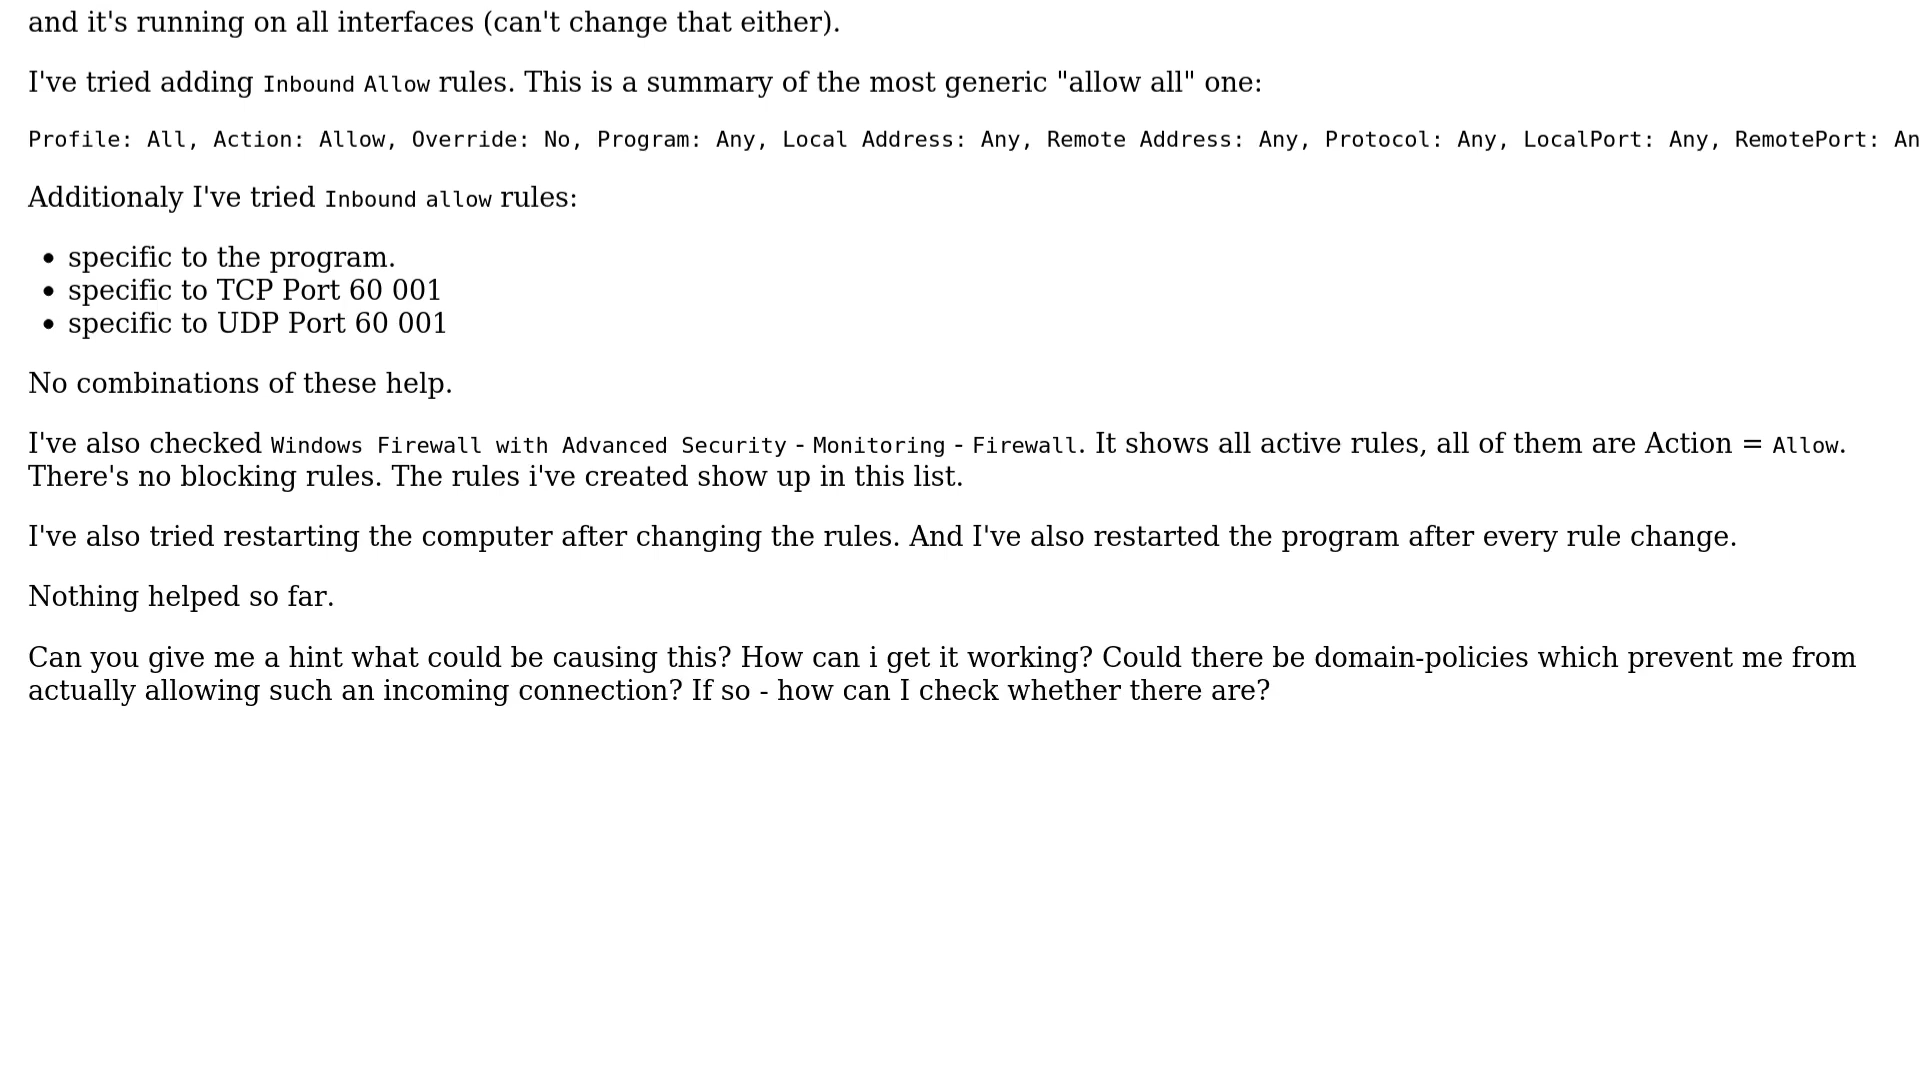 and it's running on all interfaces (can't change that either).
I've tried adding Inbound Allow rules. This is a summary of the most generic "allow all" one:
Profile: All, Action: Allow, Override: No, Program: Any, Local Address: Any, Remote Address: Any, Protocol: Any, LocalPort: Any, RemotePort: An
Additionaly I've tried Inbound allow rules:
• specific to the program.
• specific to TCP Port 60 001
• specific to UDP Port 60 001
No combinations of these help.
I've also checked Windows Firewall with Advanced Security - Monitoring - Firewall. It shows all active rules, all of them are Action = Allow.
There's no blocking rules. The rules i've created show up in this list.
I've also tried restarting the computer after changing the rules. And I've also restarted the program after every rule change.
Nothing helped so far.
Can you give me a hint what could be causing this? How can i get it working? Could there be domain-policies which prevent me from
actually allowing such an incoming connection? If so - how can I check whether there are?